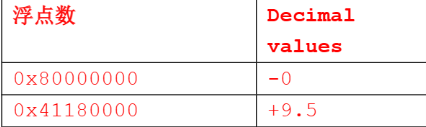 浮点数
Decimal
values
0x80000000
-0
0x41180000
+9.5